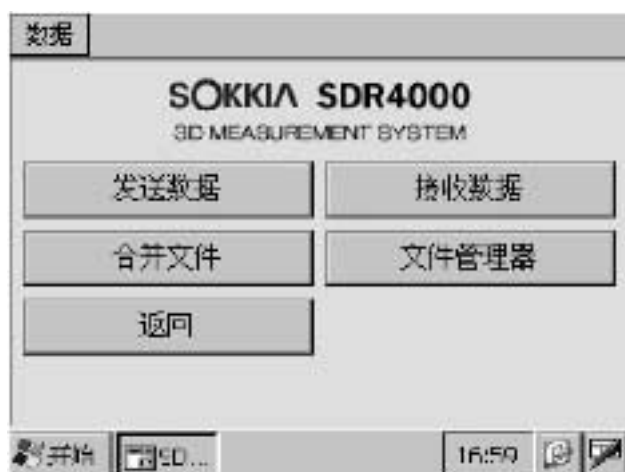 数据
SOKKIA SDR4000
3D MEASUREMENT SYSTEM
发送数据
接收数据
合并文件
文件管理器
返回
开始
SD...
16:59